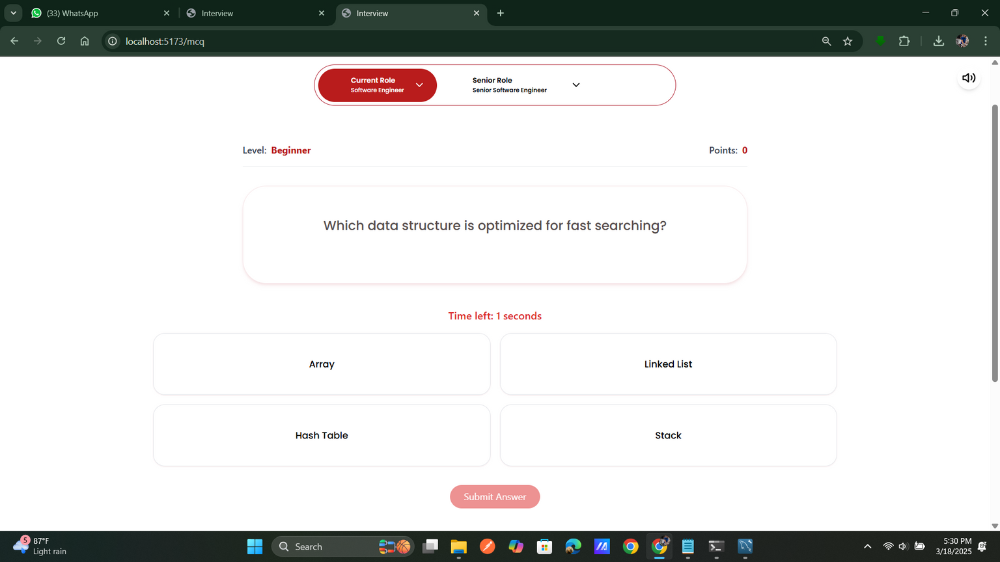 (33) WhatsApp
Interview
Interview
localhost:5173/mcq
Current Role
Software Engineer
Senior Role
Senior Software Engineer
Level: Beginner
Points: 0
Which data structure is optimized for fast searching?
Time left: 1 seconds
Array
Linked List
Hash Table
Stack
Submit Answer
5
87°F
Light rain
Search
5:30 PM
3/18/2025